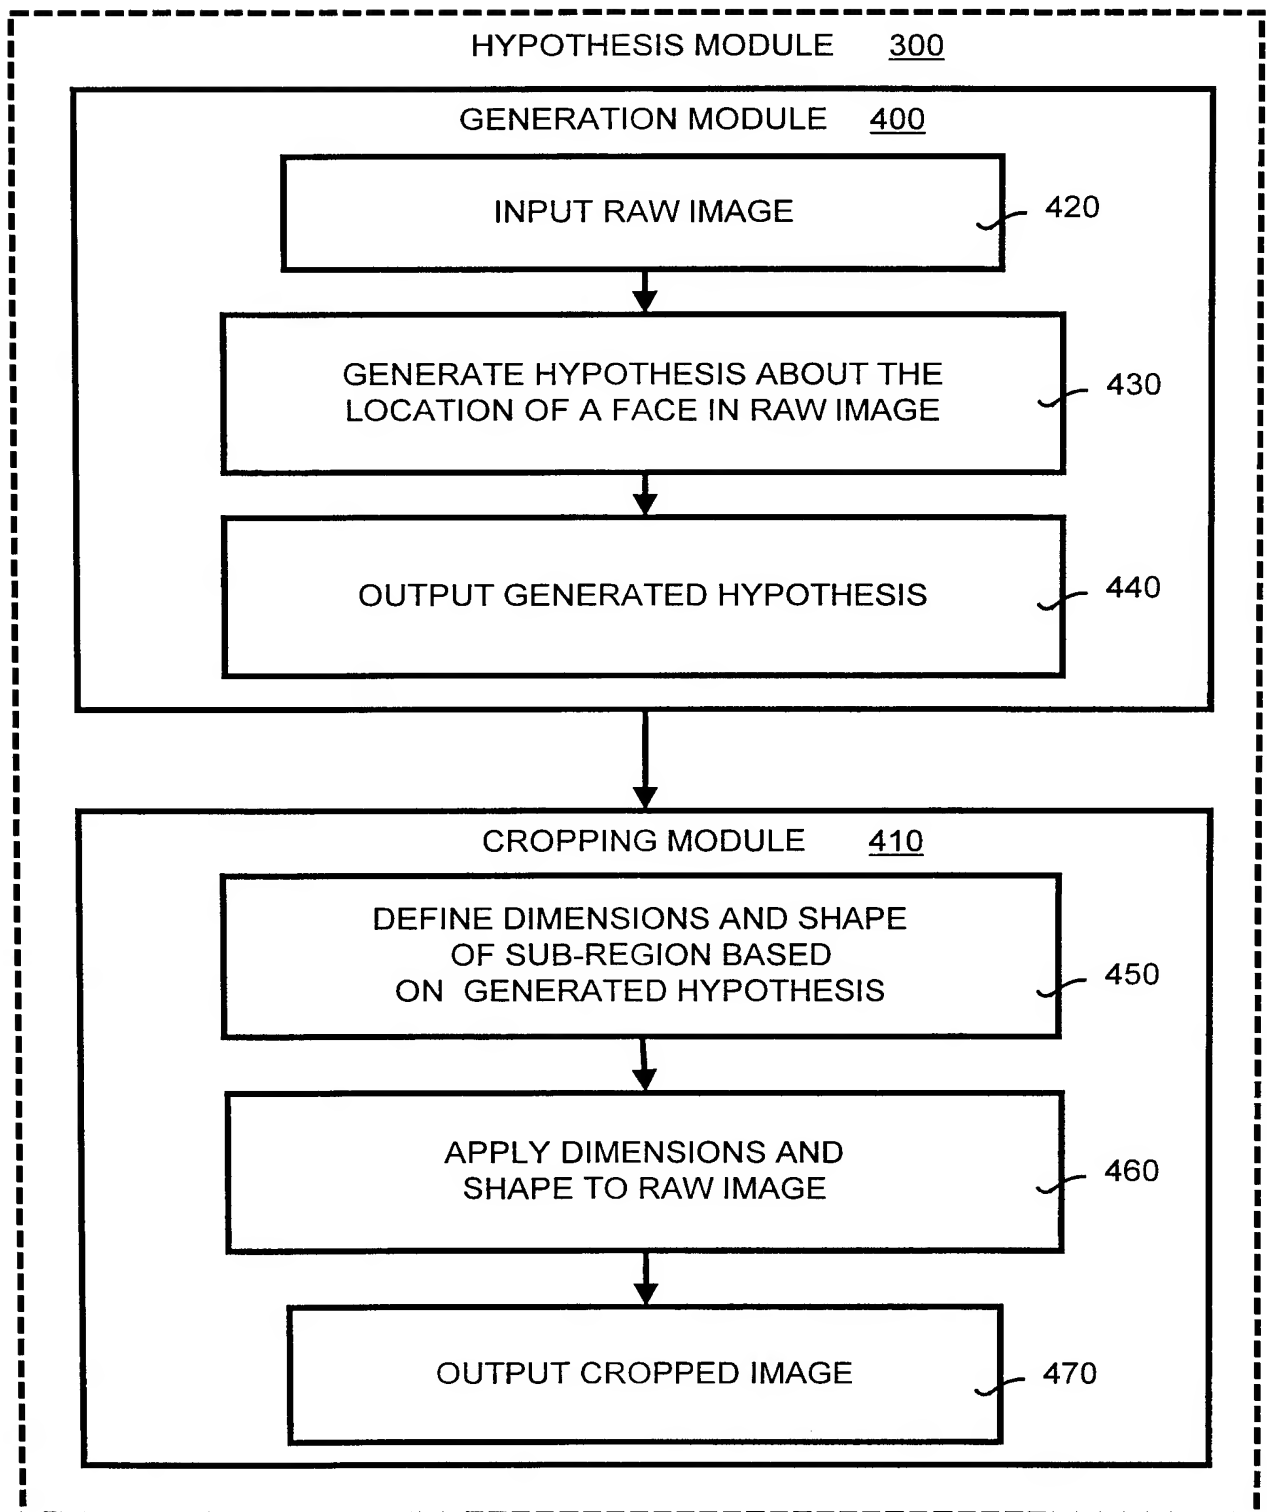 HYPOTHESIS MODULE 300
GENERATION MODULE 400
INPUT RAW IMAGE
420
GENERATE HYPOTHESIS ABOUT THE
LOCATION OF A FACE IN RAW IMAGE
430
OUTPUT GENERATED HYPOTHESIS
440
CROPPING MODULE 410
DEFINE DIMENSIONS AND SHAPE
OF SUB-REGION BASED
ON GENERATED HYPOTHESIS
450
APPLY DIMENSIONS AND
SHAPE TO RAW IMAGE
460
OUTPUT CROPPED IMAGE
470